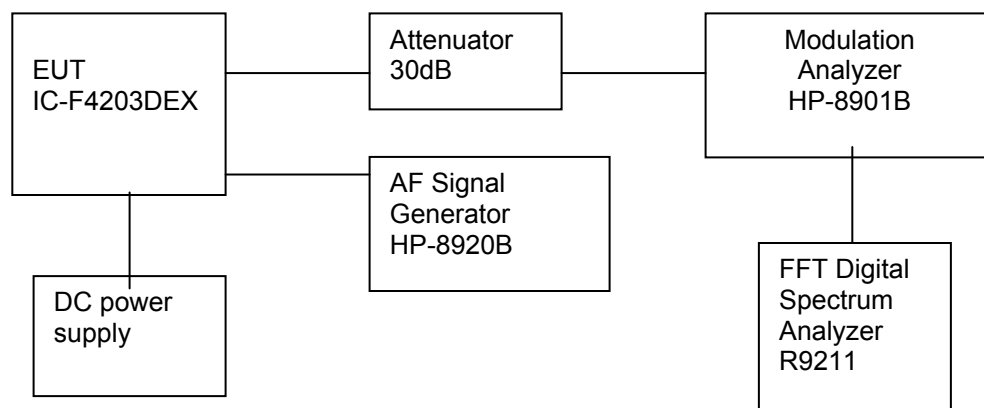 EUT
IC-F4203DEX
Attenuator
30dB
Modulation
Analyzer
HP-8901B
AF Signal
Generator
HP-8920B
DC power
supply
FFT Digital
Spectrum
Analyzer
R9211